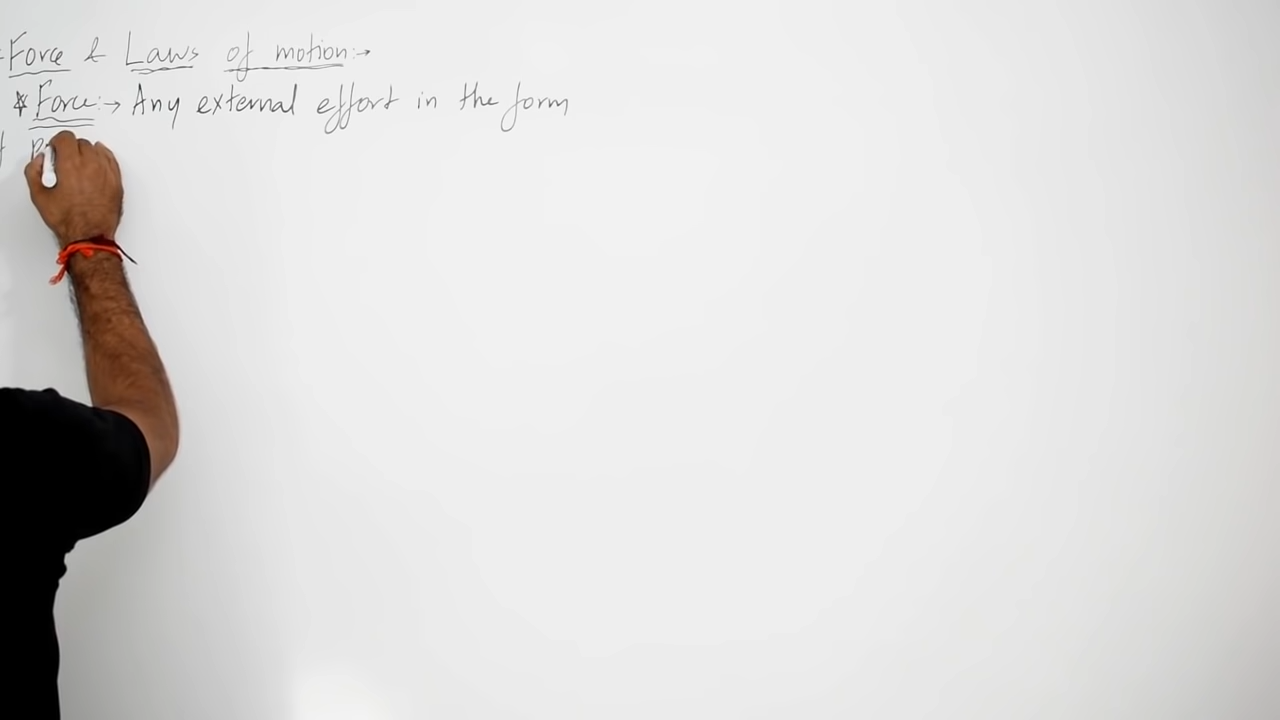 Force & Laws of motion:→
* Force:→ Any external effort in the form